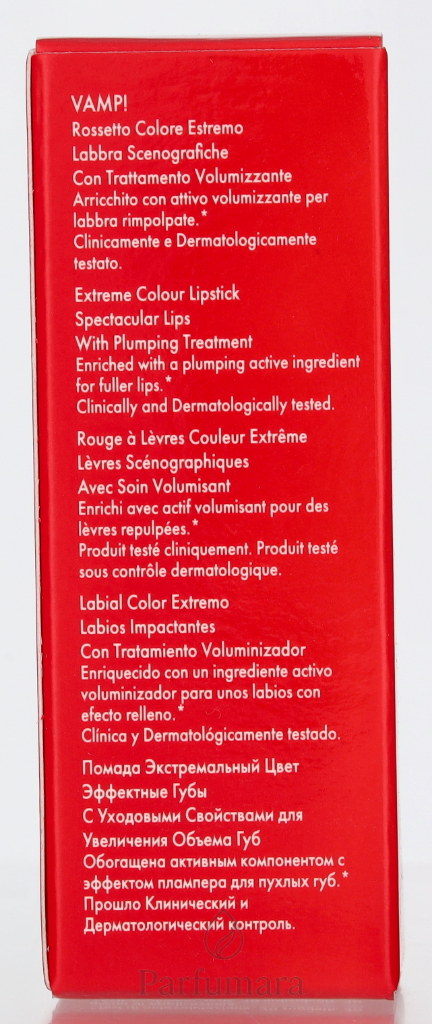 VAMP!
Rossetto Colore Estremo
Labbra Scenografiche
Con Trattamento Volumizzante
Arricchito con attivo volumizzante per
labbra rimpolpate.*
Clinicamente e Dermatologicamente
testato.
Extreme Colour Lipstick
Spectacular Lips
With Plumping Treatment
Enriched with a plumping active ingredient
for fuller lips.*
Clinically and Dermatologically tested.
Rouge à Lèvres Couleur Extrême
Lèvres Scénographiques
Avec Soin Volumisant
Enrichi avec actif volumisant pour des
lèvres repulpées.*
Produit testé cliniquement. Produit testé
sous contrôle dermatologique.
Labial Color Extremo
Labios Impactantes
Con Tratamiento Voluminizador
Enriquecido con un ingrediente activo
voluminizador para unos labios con
efecto relleno.*
Clínica y Dermatológicamente testado.
Помада Экстремальный Цвет
Эффектные Губы
С Уходовыми Свойствами для
Увеличения Объема Губ
Обогащена активным компонентом с
эффектом плампера для пухлых губ.*
Прошло Клинический и
Дерматологический контроль.
Parfumara